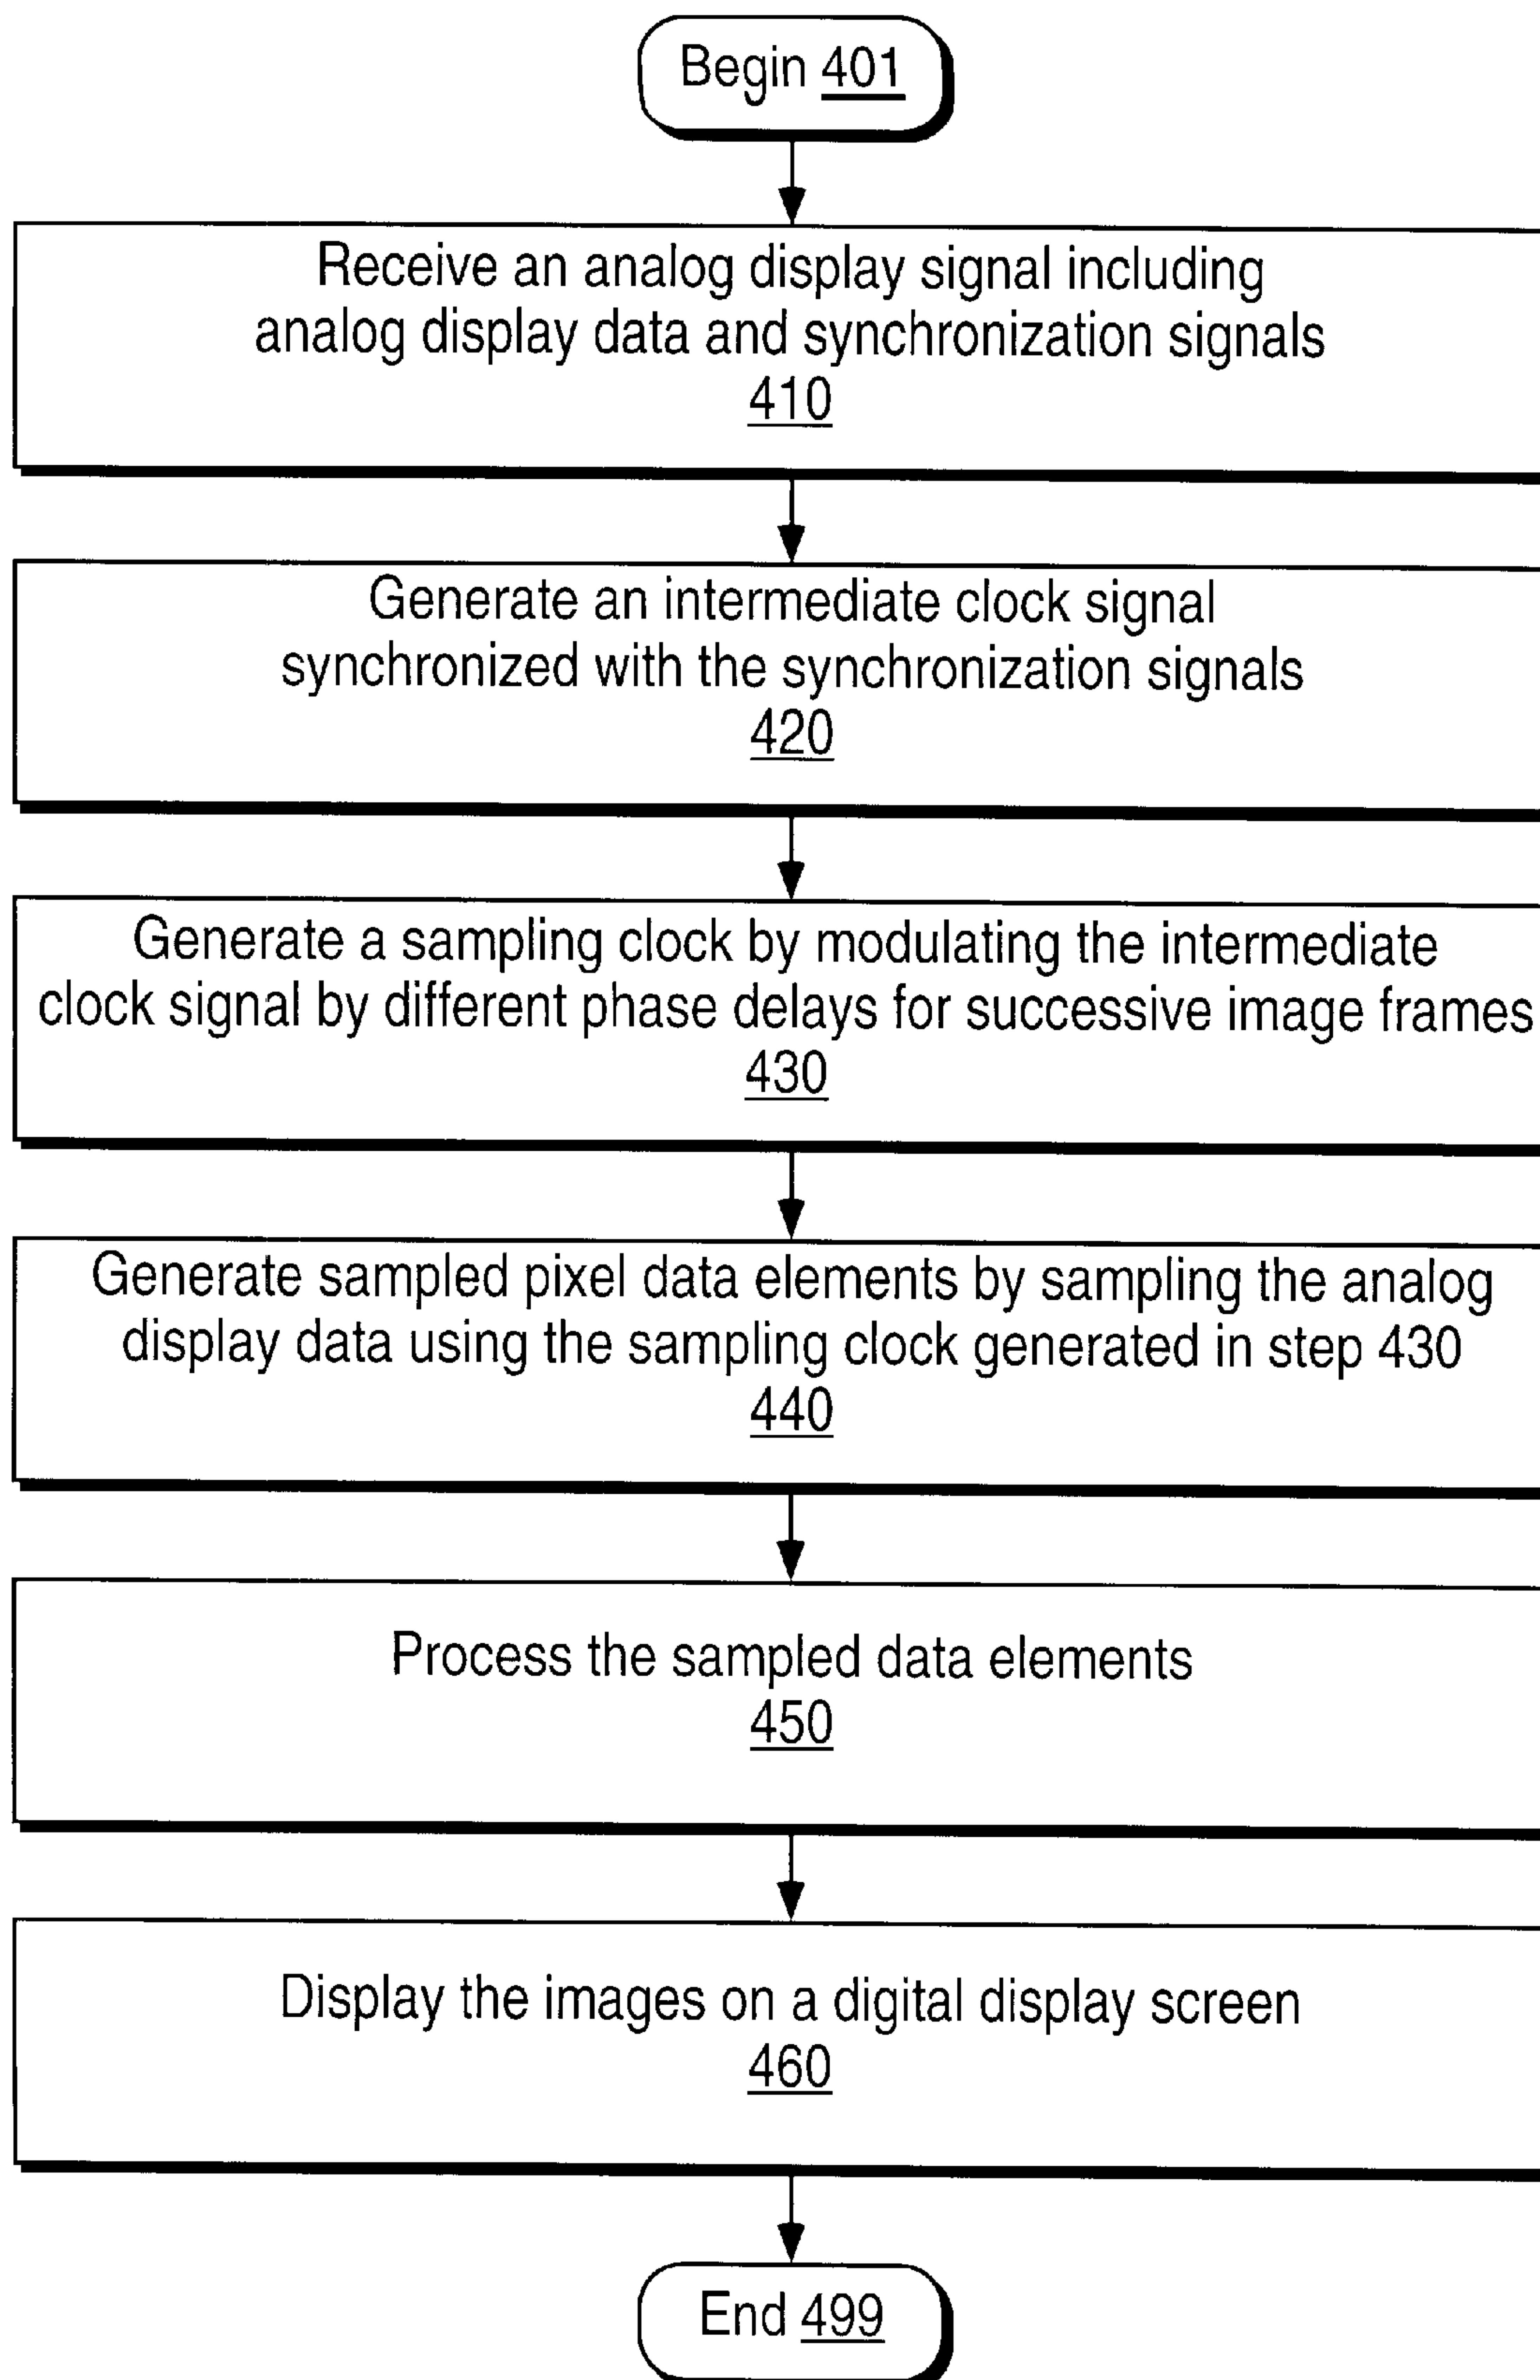 Begin 401
Receive an analog display signal including
analog display data and synchronization signals
410
Generate an intermediate clock signal
synchronized with the synchronization signals
420
Generate a sampling clock by modulating the intermediate
clock signal by different phase delays for successive image frames
430
Generate sampled pixel data elements by sampling the analog
display data using the sampling clock generated in step 430
440
Process the sampled data elements
450
Display the images on a digital display screen
460
End 499